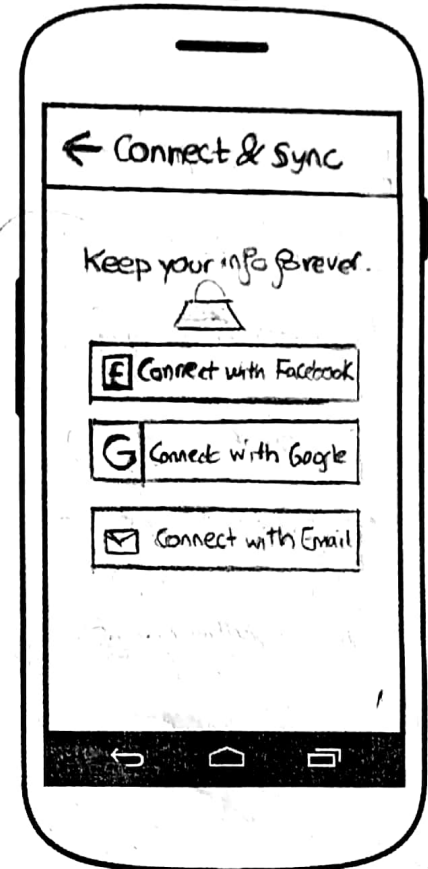 ← Connect & Sync
Keep your info forever.
f Connect with Facebook
G Connect with Google
Connect with Email